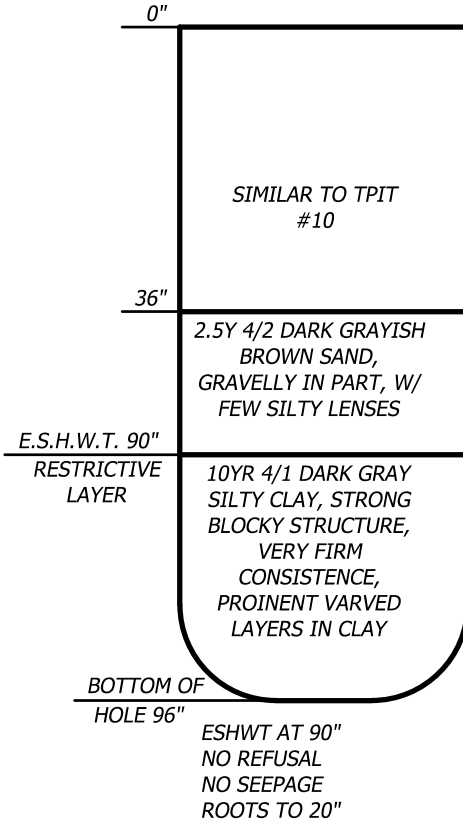 0"
SIMILAR TO TPIT
#10
36"
2.5Y 4/2 DARK GRAYISH
BROWN SAND,
GRAVELLY IN PART, W/
FEW SILTY LENSES
E.S.H.W.T. 90"
RESTRICTIVE
LAYER
10YR 4/1 DARK GRAY
SILTY CLAY, STRONG
BLOCKY STRUCTURE,
VERY FIRM
CONSISTENCE,
PROINENT VARVED
LAYERS IN CLAY
BOTTOM OF
HOLE 96"
ESHWT AT 90"
NO REFUSAL
NO SEEPAGE
ROOTS TO 20"